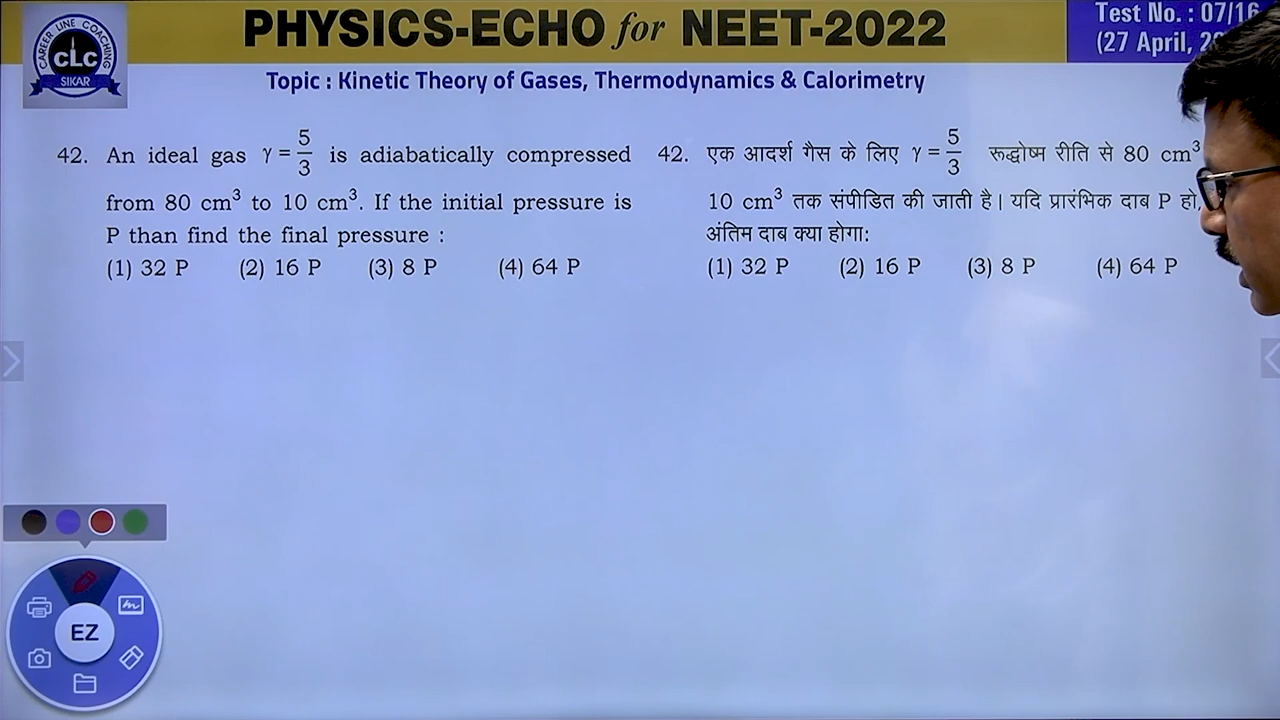 CAREER LINE COACHING
CLC
SIKAR
PHYSICS-ECHO for NEET-2022
Test No. : 07/16
(27 April,
Topic : Kinetic Theory of Gases, Thermodynamics & Calorimetry
42. An ideal gas γ = 5/3 is adiabatically compressed
from 80 cm³ to 10 cm³. If the initial pressure is
P than find the final pressure :
(1) 32 P (2) 16 P (3) 8 P (4) 64 P
42. एक आदर्श गैस के लिए γ = 5/3 रूद्धोष्म रीति से 80 cm³
10 cm³ तक संपीडित की जाती है। यदि प्रारंभिक दाब P हो,
अंतिम दाब क्या होगा:
(1) 32 P (2) 16 P (3) 8 P (4) 64 P
EZ